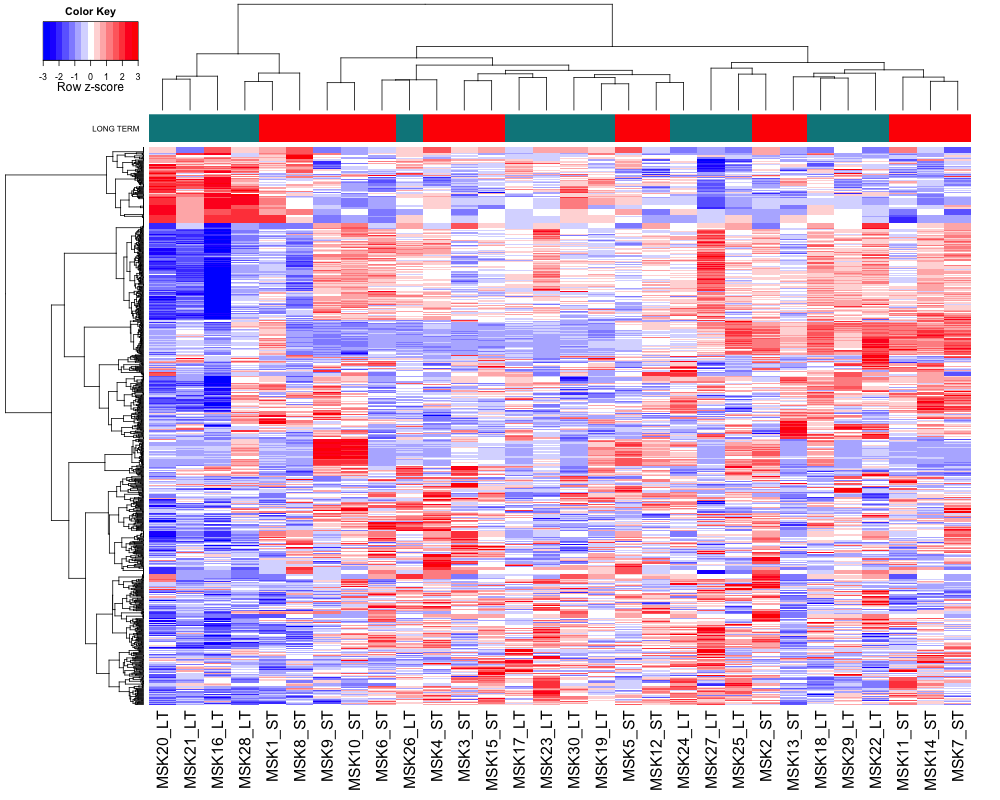 Color Key
-3 -2 -1 0 1 2 3
Row z-score
LONG TERM
MSK20_LT
MSK21_LT
MSK16_LT
MSK28_LT
MSK1_ST
MSK8_ST
MSK9_ST
MSK10_ST
MSK6_ST
MSK26_LT
MSK4_ST
MSK3_ST
MSK15_ST
MSK17_LT
MSK23_LT
MSK30_LT
MSK19_LT
MSK5_ST
MSK12_ST
MSK24_LT
MSK27_LT
MSK25_LT
MSK2_ST
MSK13_ST
MSK18_LT
MSK29_LT
MSK22_LT
MSK11_ST
MSK14_ST
MSK7_ST